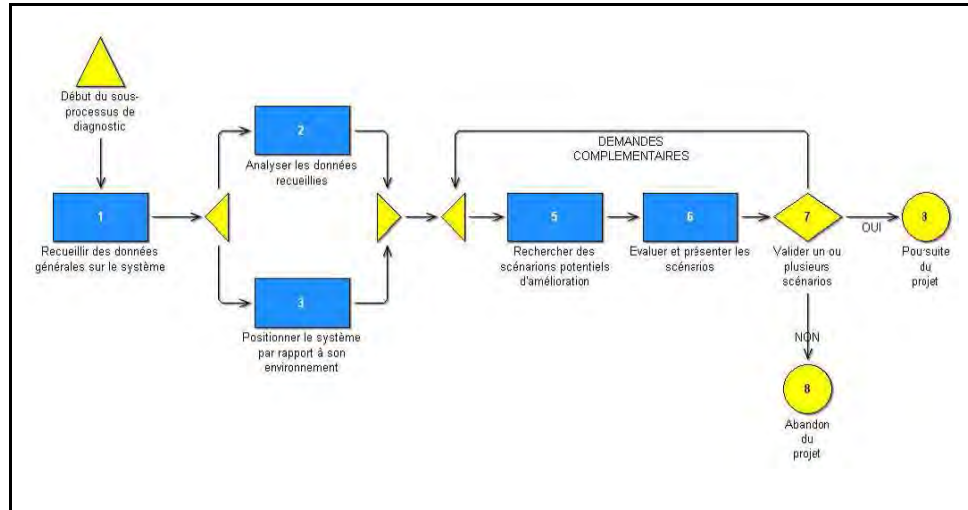 Début du sous-
processus de
diagnostic
1
Recueillir des données
générales sur le système
2
Analyser les données
recueillies
3
Positionner le système
par rapport à son
environnement
DEMANDES
COMPLEMENTAIRES
5
Rechercher des
scénarions potentiels
d'amélioration
6
Evaluer et présenter les
scénarios
7
Valider un ou
plusieurs
scénarios
OUI
8
Pou·suite
du
projet
NON
8
Abandon
du
projet